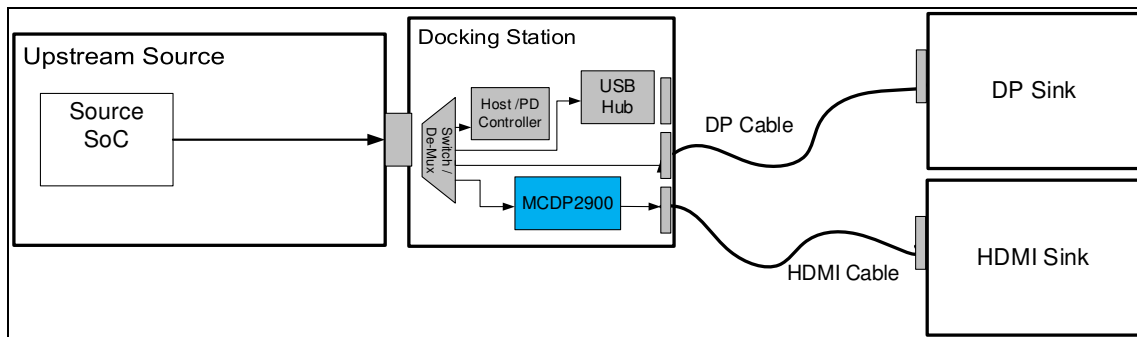 Upstream Source
Source
SoC
Docking Station
Switch /
De-Mux
Host /PD
Controller
USB
Hub
MCDP2900
DP Cable
HDMI Cable
DP Sink
HDMI Sink